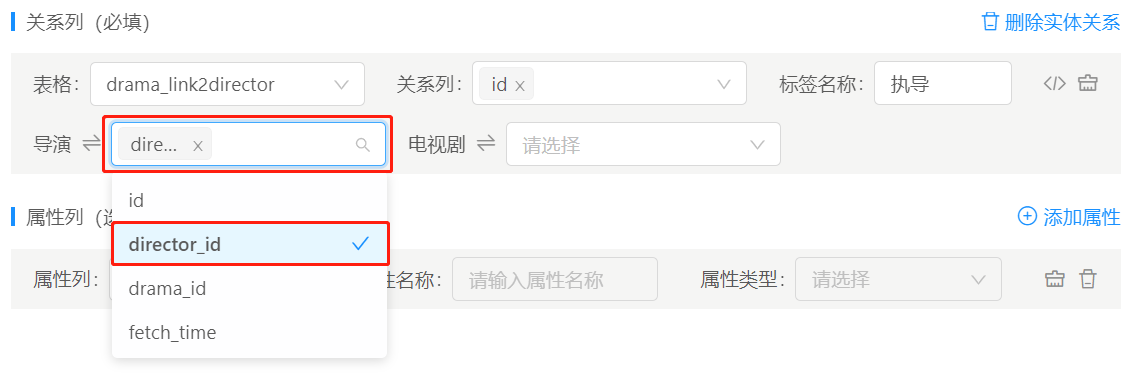 关系列（必填） 删除实体关系
表格: drama_link2director 关系列: id x 标签名称: 执导 </>
导演 ⇌ dire... x 电视剧 ⇌ 请选择
id
属性列 添加属性
director_id
属性列: 名称: 请输入属性名称 属性类型: 请选择
drama_id
fetch_time